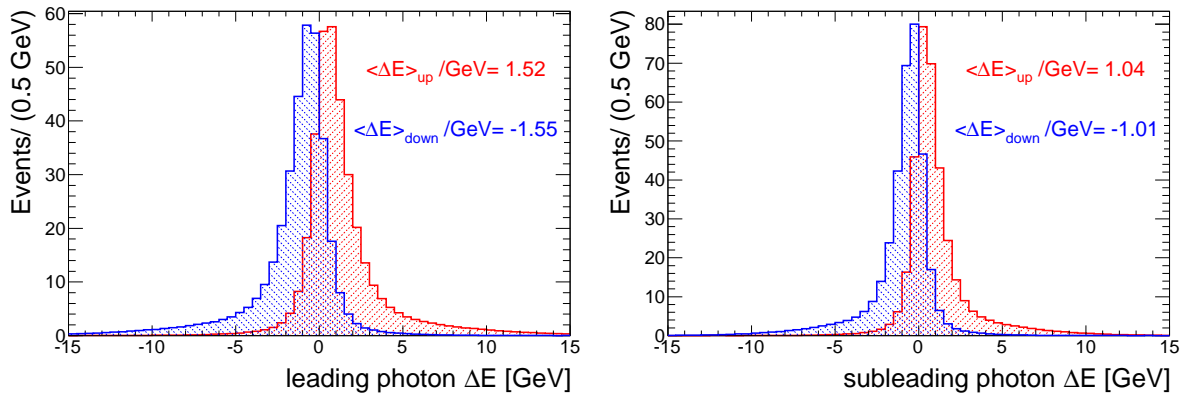 Events/ (0.5 GeV)
60
50
40
30
20
10
0
<ΔE>up /GeV= 1.52
<ΔE>down /GeV= -1.55
-15 -10 -5 0 5 10 15
leading photon ΔE [GeV]
Events/ (0.5 GeV)
80
70
60
50
40
30
20
10
0
<ΔE>up /GeV= 1.04
<ΔE>down /GeV= -1.01
-15 -10 -5 0 5 10 15
subleading photon ΔE [GeV]